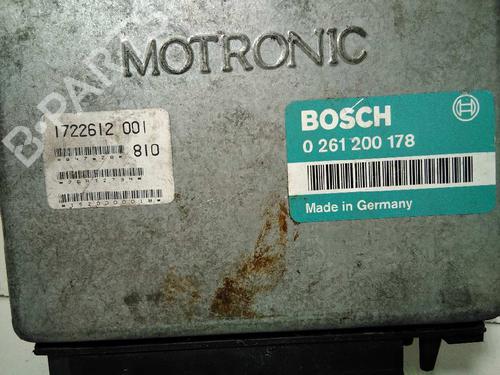 MOTRONIC
1722612 001
810
BOSCH
0 261 200 178
Made in Germany
B-PARTS